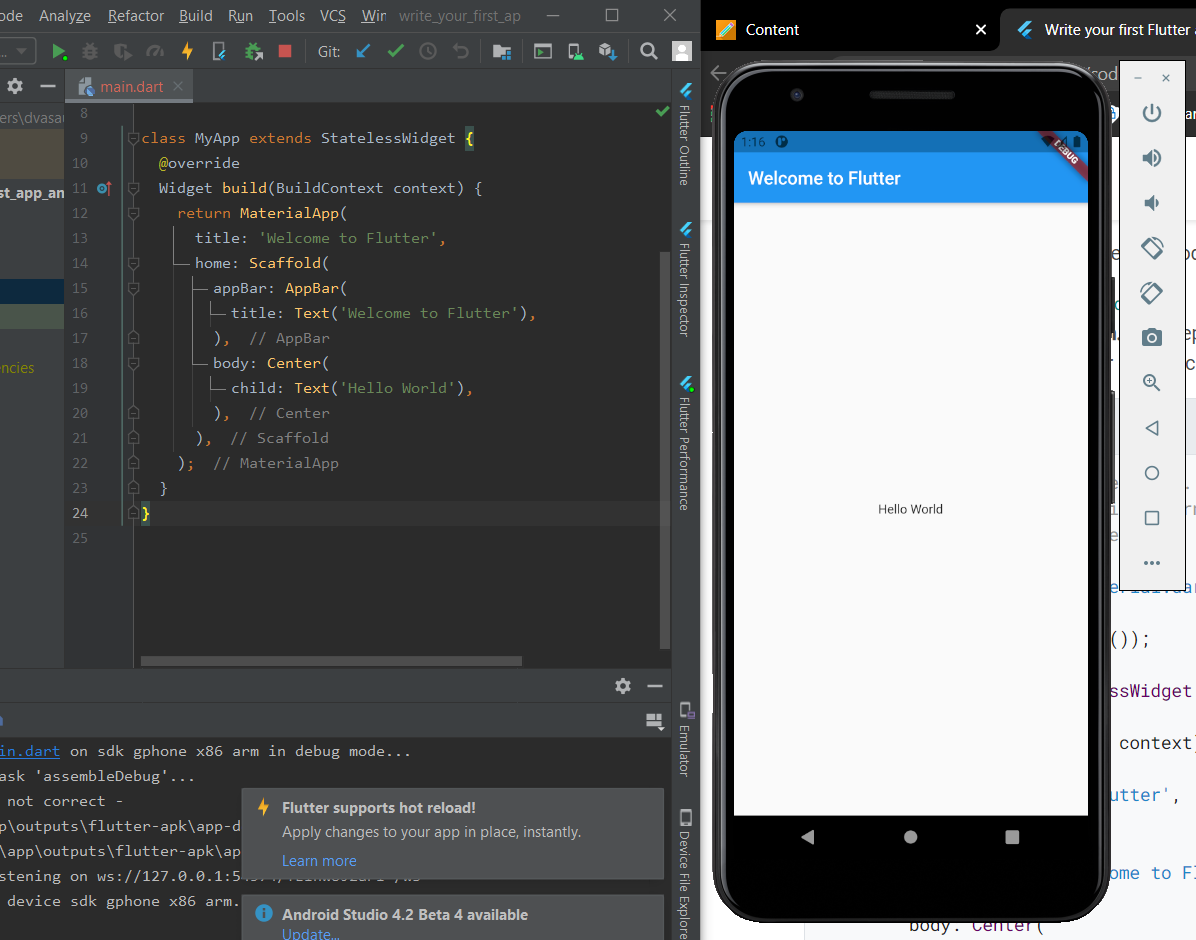 ode Analyze Refactor Build Run Tools VCS Wir write_your_first_ap
Git:
main.dart
ers\dvasau
st_app_an
ncies
8
9 class MyApp extends StatelessWidget {
10 @override
11 Widget build(BuildContext context) {
12 return MaterialApp(
13 title: 'Welcome to Flutter',
14 home: Scaffold(
15 appBar: AppBar(
16 title: Text('Welcome to Flutter'),
17 ), // AppBar
18 body: Center(
19 child: Text('Hello World'),
20 ), // Center
21 ), // Scaffold
22 ); // MaterialApp
23 }
24 }
25
Flutter Outline
Flutter Inspector
Flutter Performance
Emulator
Device File Explore
in.dart on sdk gphone x86 arm in debug mode...
ask 'assembleDebug'...
not correct -
p\outputs\flutter-apk\app-d
\app\outputs\flutter-apk\ap
stening on ws://127.0.0.1:5
device sdk gphone x86 arm.
Flutter supports hot reload!
Apply changes to your app in place, instantly.
Learn more
Android Studio 4.2 Beta 4 available
Update...
Content
Write your first Flutter
cod
1:16
DEBUG
Welcome to Flutter
Hello World
());
ssWidget
context)
utter',
ome to Fl
body: Center(